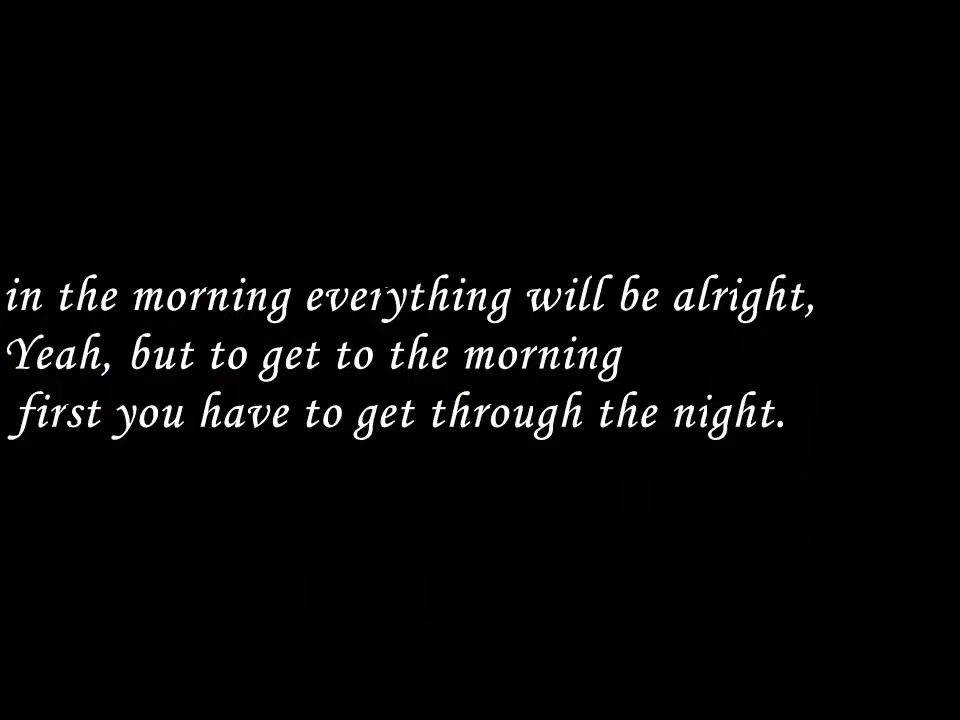 in the morning everything will be alright,
Yeah, but to get to the morning
first you have to get through the night.